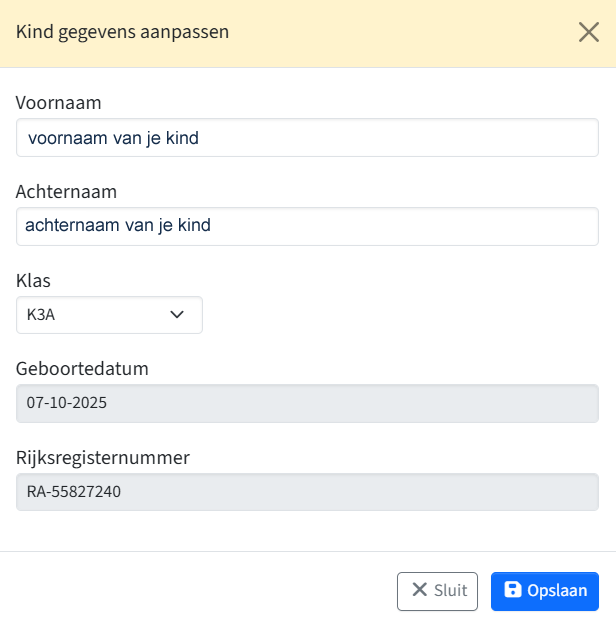 Kind gegevens aanpassen
Voornaam
voornaam van je kind
Achternaam
achternaam van je kind
Klas
K3A
Geboortedatum
07-10-2025
Rijksregisternummer
RA-55827240
Sluit
Opslaan